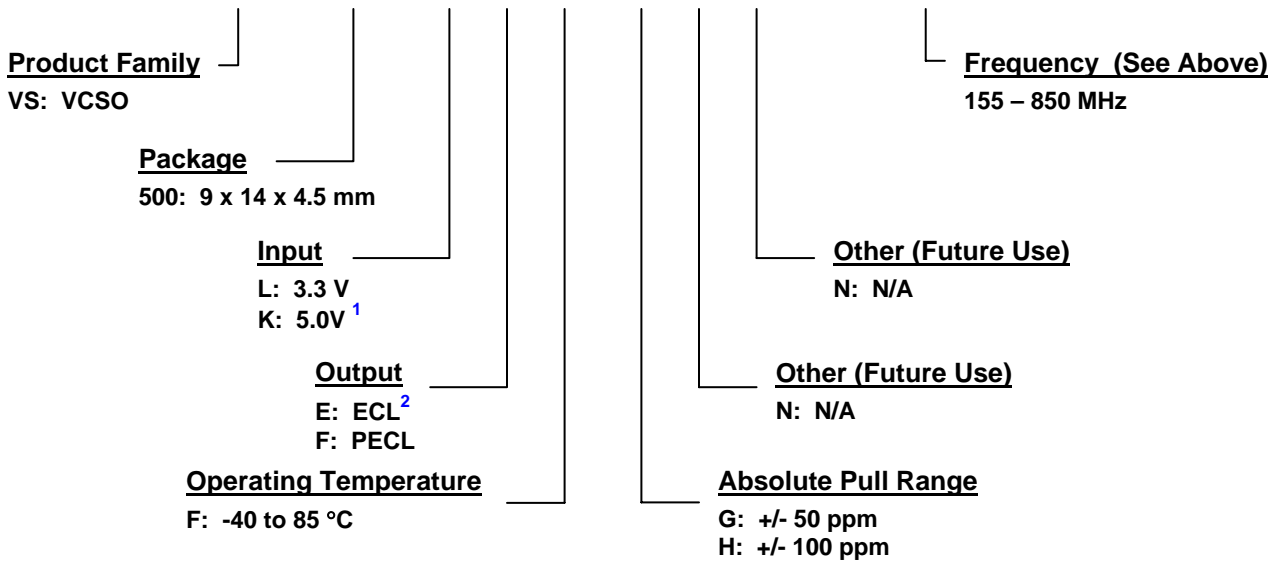 Product Family
VS: VCSO
Frequency (See Above)
155 – 850 MHz
Package
500: 9 x 14 x 4.5 mm
Input
L: 3.3 V
K: 5.0V 1
Other (Future Use)
N: N/A
Output
E: ECL2
F: PECL
Other (Future Use)
N: N/A
Operating Temperature
F: -40 to 85 °C
Absolute Pull Range
G: +/- 50 ppm
H: +/- 100 ppm